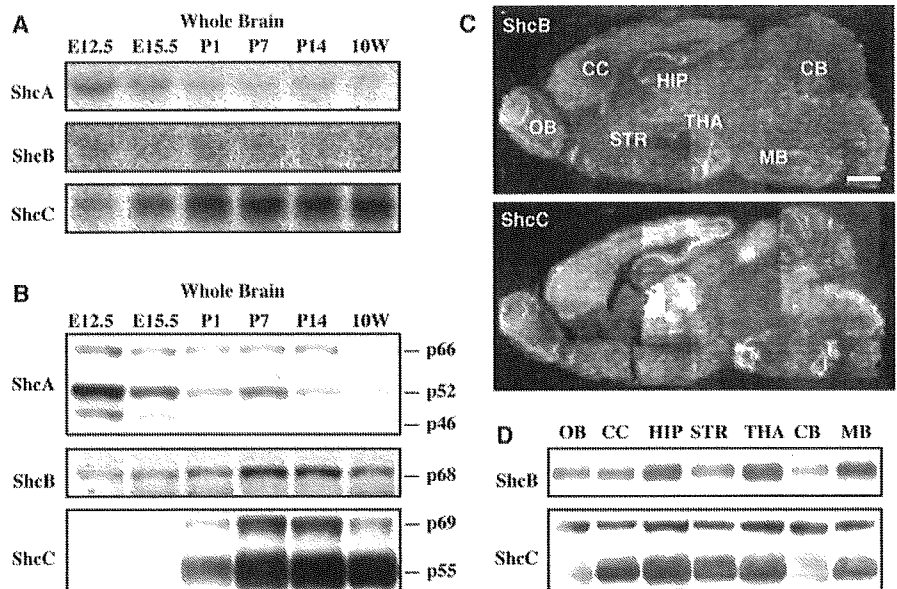 A
Whole Brain
E12.5 E15.5 P1 P7 P14 10W
ShcA
ShcB
ShcC
B
Whole Brain
E12.5 E15.5 P1 P7 P14 10W
ShcA
p66
p52
p46
ShcB
p68
ShcC
p69
p55
C
ShcB
CC
HIP
CB
OB
STR
THA
MB
ShcC
D
OB CC HIP STR THA CB MB
ShcB
ShcC